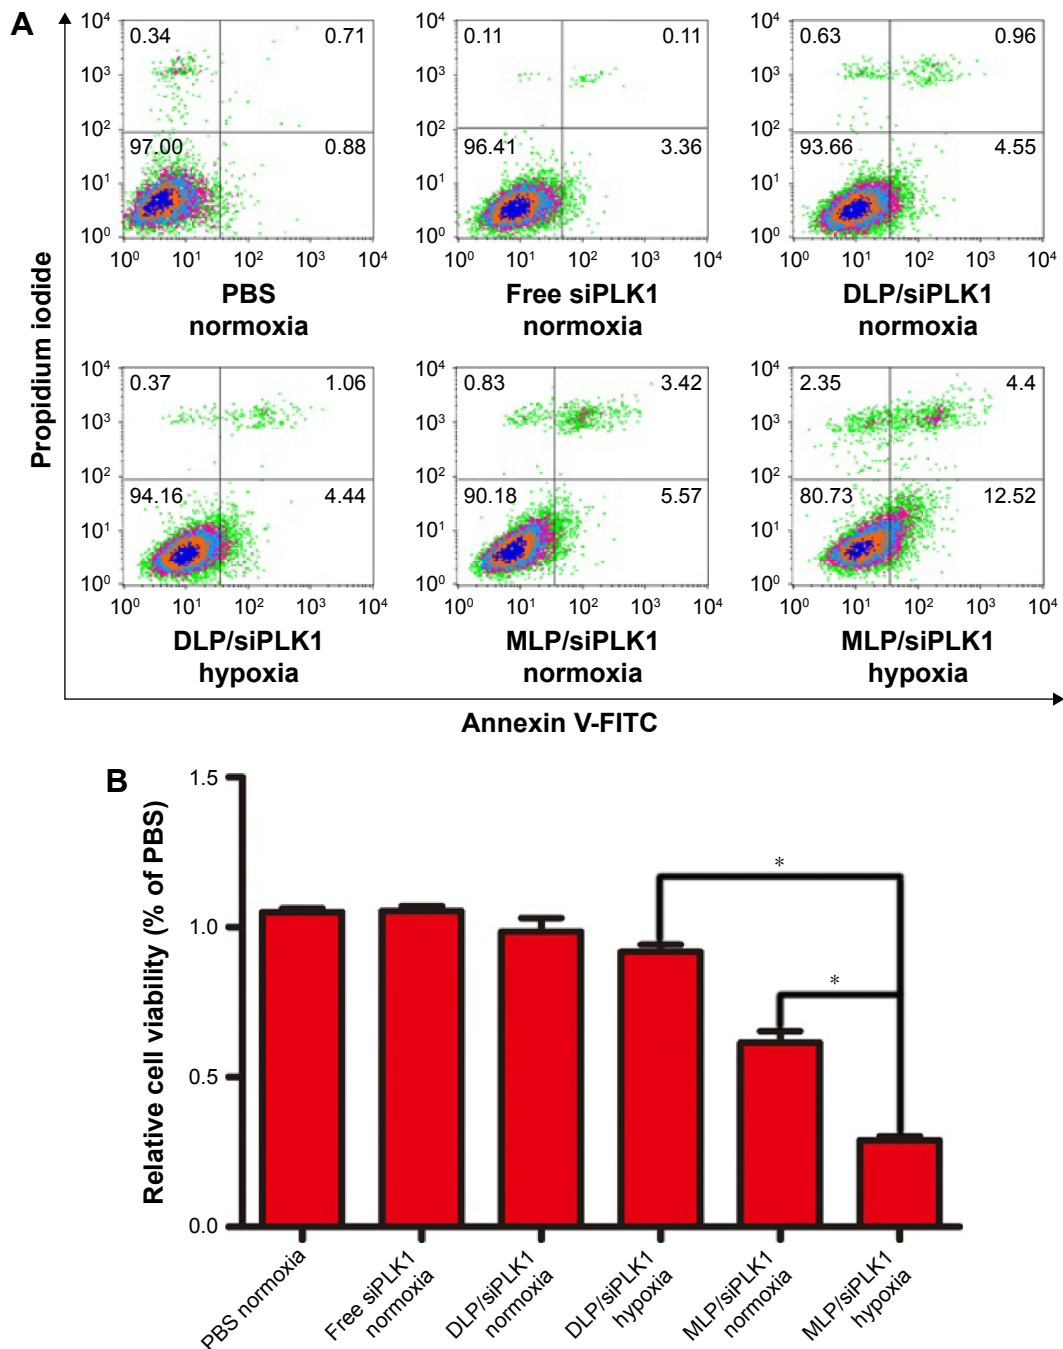 A
Propidium iodide
10⁴
10³
10²
10¹
10⁰
0.34 0.71
97.00 0.88
10⁰ 10¹ 10² 10³ 10⁴
PBS
normoxia
10⁴
10³
10²
10¹
10⁰
0.11 0.11
96.41 3.36
10⁰ 10¹ 10² 10³ 10⁴
Free siPLK1
normoxia
10⁴
10³
10²
10¹
10⁰
0.63 0.96
93.66 4.55
10⁰ 10¹ 10² 10³ 10⁴
DLP/siPLK1
normoxia
10⁴
10³
10²
10¹
10⁰
0.37 1.06
94.16 4.44
10⁰ 10¹ 10² 10³ 10⁴
DLP/siPLK1
hypoxia
10⁴
10³
10²
10¹
10⁰
0.83 3.42
90.18 5.57
10⁰ 10¹ 10² 10³ 10⁴
MLP/siPLK1
normoxia
10⁴
10³
10²
10¹
10⁰
2.35 4.4
80.73 12.52
10⁰ 10¹ 10² 10³ 10⁴
MLP/siPLK1
hypoxia
Annexin V-FITC
B
Relative cell viability (% of PBS)
1.5
1.0
0.5
0.0
*
*
PBS normoxia
Free siPLK1
normoxia
DLP/siPLK1
normoxia
DLP/siPLK1
hypoxia
MLP/siPLK1
normoxia
MLP/siPLK1
hypoxia